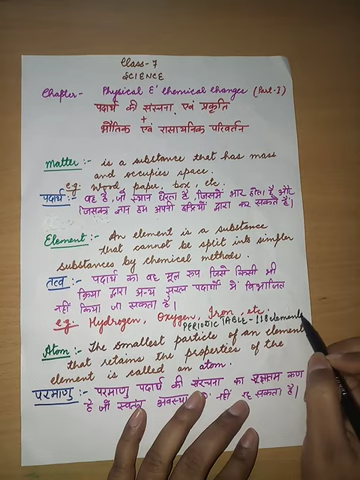 Class-7
SCIENCE
Chapter- Physical & Chemical Changes (Part-1)
पदार्थ की संरचना एवं प्रकृति
+
भौतिक एवं रासायनिक परिवर्तन
Matter:- is a substance that has mass
and occupies space.
eg: Wood, paper, box, etc.
पदार्थ:- वह है, जो स्थान घेरता है, जिसमें भार होता है और
जिसका ज्ञान हम अपनी इंद्रियों द्वारा कर सकते है।
Element:- An element is a substance
that cannot be split into simpler
substances by chemical methods.
तत्व:- पदार्थ का वह मूल रूप जिसे किसी भी
क्रिया द्वारा अन्य सरल पदार्थों में विभाजित
नहीं किया जा सकता है।
eg: Hydrogen, Oxygen, Iron, etc.
PERIODIC TABLE - 118 elements
Atom:- The smallest particle of an element
that retains the properties of the
element is called an atom.
परमाणु:- परमाणु पदार्थ की संरचना का सूक्ष्मतम कण
है जो स्वतंत्र अवस्था नहीं रह सकता है।